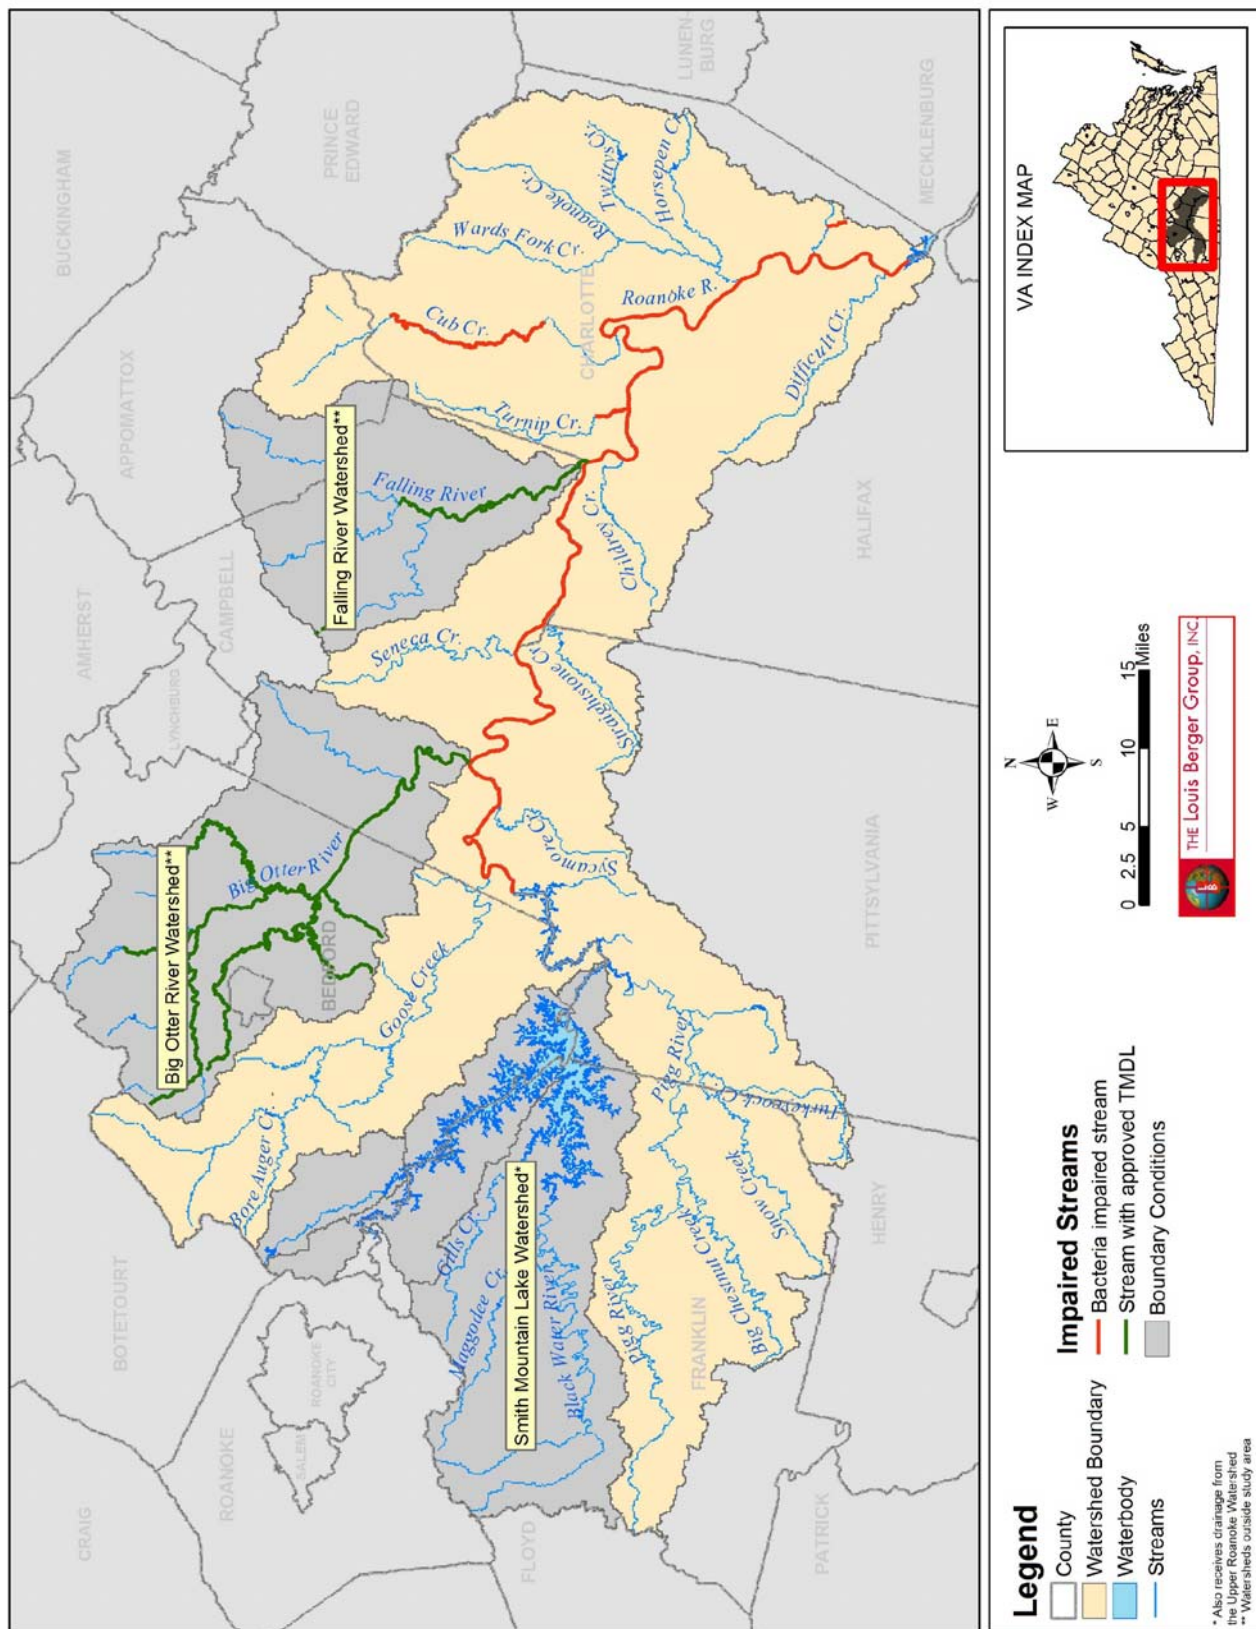 BUCKINGHAM
PRINCE
EDWARD
LUNEN-
BURG
MECKLENBURG
APPOMATTOX
AMHERST
LYNCHBURG
CAMPBELL
CHARLOTTE
HALIFAX
PITTSYLVANIA
BEDFORD
BOTETOURT
ROANOKE
CITY
SALEM
ROANOKE
CRAIG
FLOYD
FRANKLIN
HENRY
PATRICK
Big Otter River Watershed**
Falling River Watershed**
Smith Mountain Lake Watershed*
Wards Fork Cr.
Roanoke Cr.
Twittys Cr.
Horsepen Cr.
Cub Cr.
Roanoke R.
Turnip Cr.
Difficult Cr.
Falling River
Childrey Cr.
Seneca Cr.
Straightstone Cr.
Big Otter River
Sycamore Cr.
Goose Creek
Bore Auger Cr.
Gills Cr.
Maggodee Cr.
Black Water River
Pigg River
Pigg River
Turkeycock Cr.
Snow Creek
Big Chestnut Creek
Legend
County
Watershed Boundary
Waterbody
Streams
Impaired Streams
Bacteria impaired stream
Stream with approved TMDL
Boundary Conditions
* Also receives drainage from
the Upper Roanoke Watershed
** Watersheds outside study area
N
W
E
S
0 2.5 5 10 15
Miles
LB
THE Louis Berger Group, INC.
VA INDEX MAP